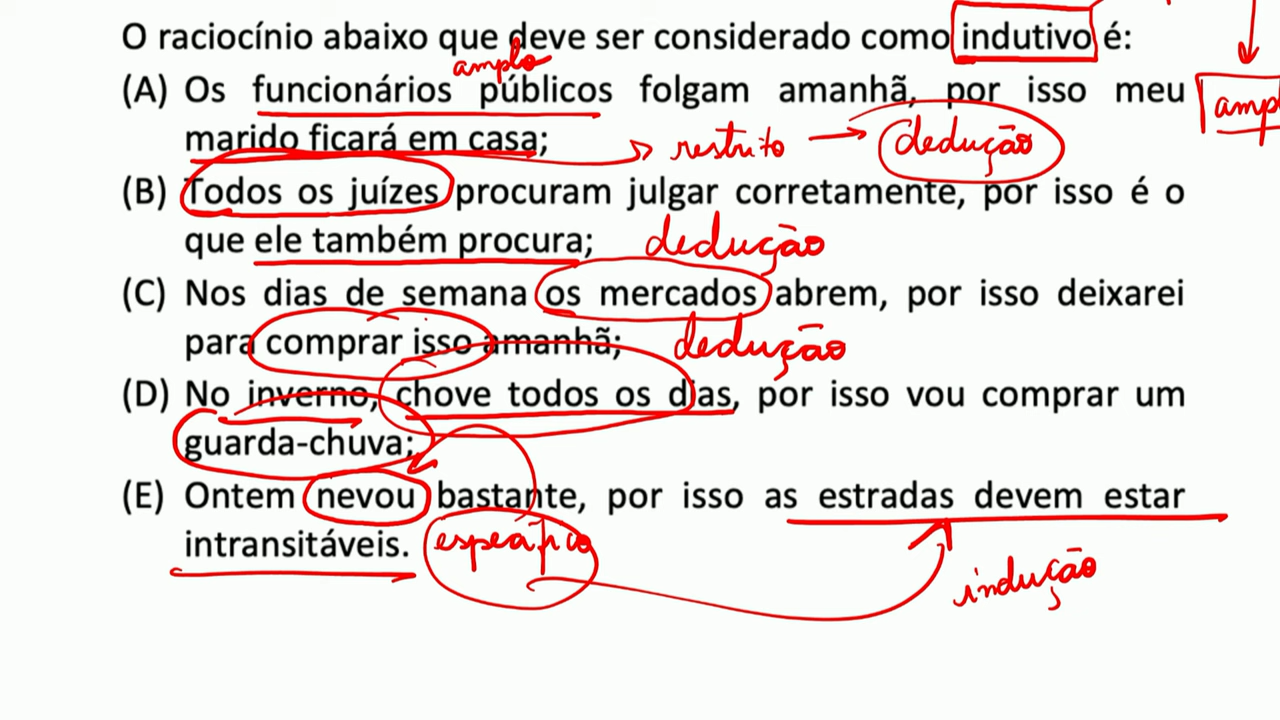 O raciocínio abaixo que deve ser considerado como indutivo é:
amplo
(A) Os funcionários públicos folgam amanhã, por isso meu
marido ficará em casa;
restrito
dedução
(B) Todos os juízes procuram julgar corretamente, por isso é o
que ele também procura;
dedução
(C) Nos dias de semana os mercados abrem, por isso deixarei
para comprar isso amanhã;
dedução
(D) No inverno, chove todos os dias, por isso vou comprar um
guarda-chuva;
(E) Ontem nevou bastante, por isso as estradas devem estar
intransitáveis.
específico
indução